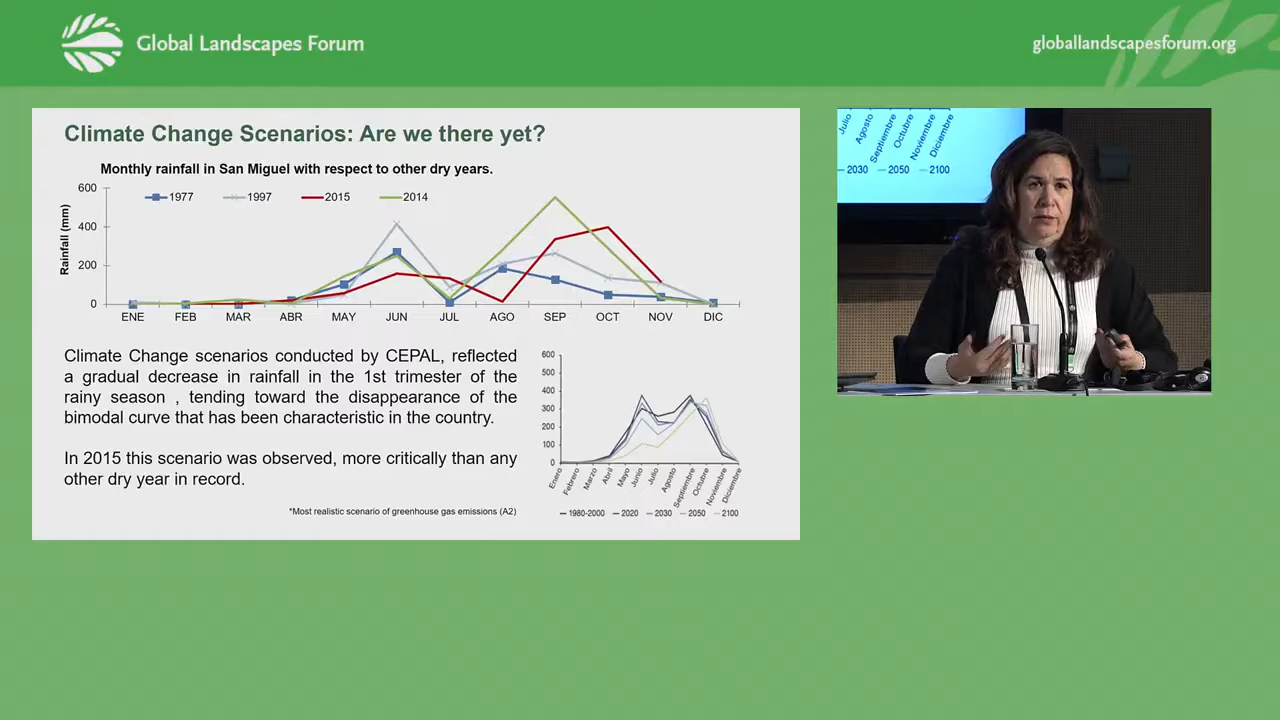 Global Landscapes Forum
globallandscapesforum.org
Climate Change Scenarios: Are we there yet?
Monthly rainfall in San Miguel with respect to other dry years.
Rainfall (mm)
600
400
200
0
1977
1997
2015
2014
ENE FEB MAR ABR MAY JUN JUL AGO SEP OCT NOV DIC
Climate Change scenarios conducted by CEPAL, reflected
a gradual decrease in rainfall in the 1st trimester of the
rainy season , tending toward the disappearance of the
bimodal curve that has been characteristic in the country.
In 2015 this scenario was observed, more critically than any
other dry year in record.
*Most realistic scenario of greenhouse gas emissions (A2)
600
500
400
300
200
100
0
Enero Febrero Marzo Abril Mayo Junio Julio Agosto Septiembre Octubre Noviembre Diciembre
1980-2000 2020 2030 2050 2100
Julio Agosto Septiembre Octubre Noviembre Diciembre
2030 2050 2100